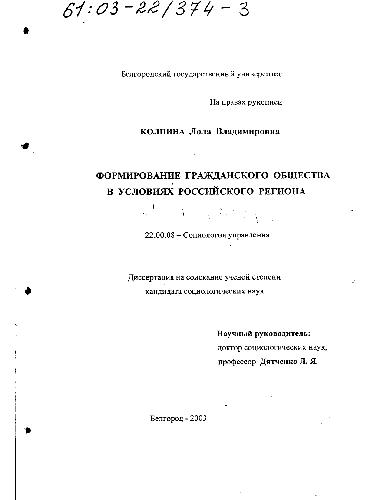 61:03-22/374-3
Белгородский государственный университет
На правах рукописи
КОЛПИНА Лола Владимировна
ФОРМИРОВАНИЕ ГРАЖДАНСКОГО ОБЩЕСТВА
В УСЛОВИЯХ РОССИЙСКОГО РЕГИОНА
22.00.08 – Социология управления
Диссертация на соискание ученой степени
кандидата социологических наук
Научный руководитель:
доктор социологических наук,
профессор Дятченко Л. Я.
Белгород - 2003